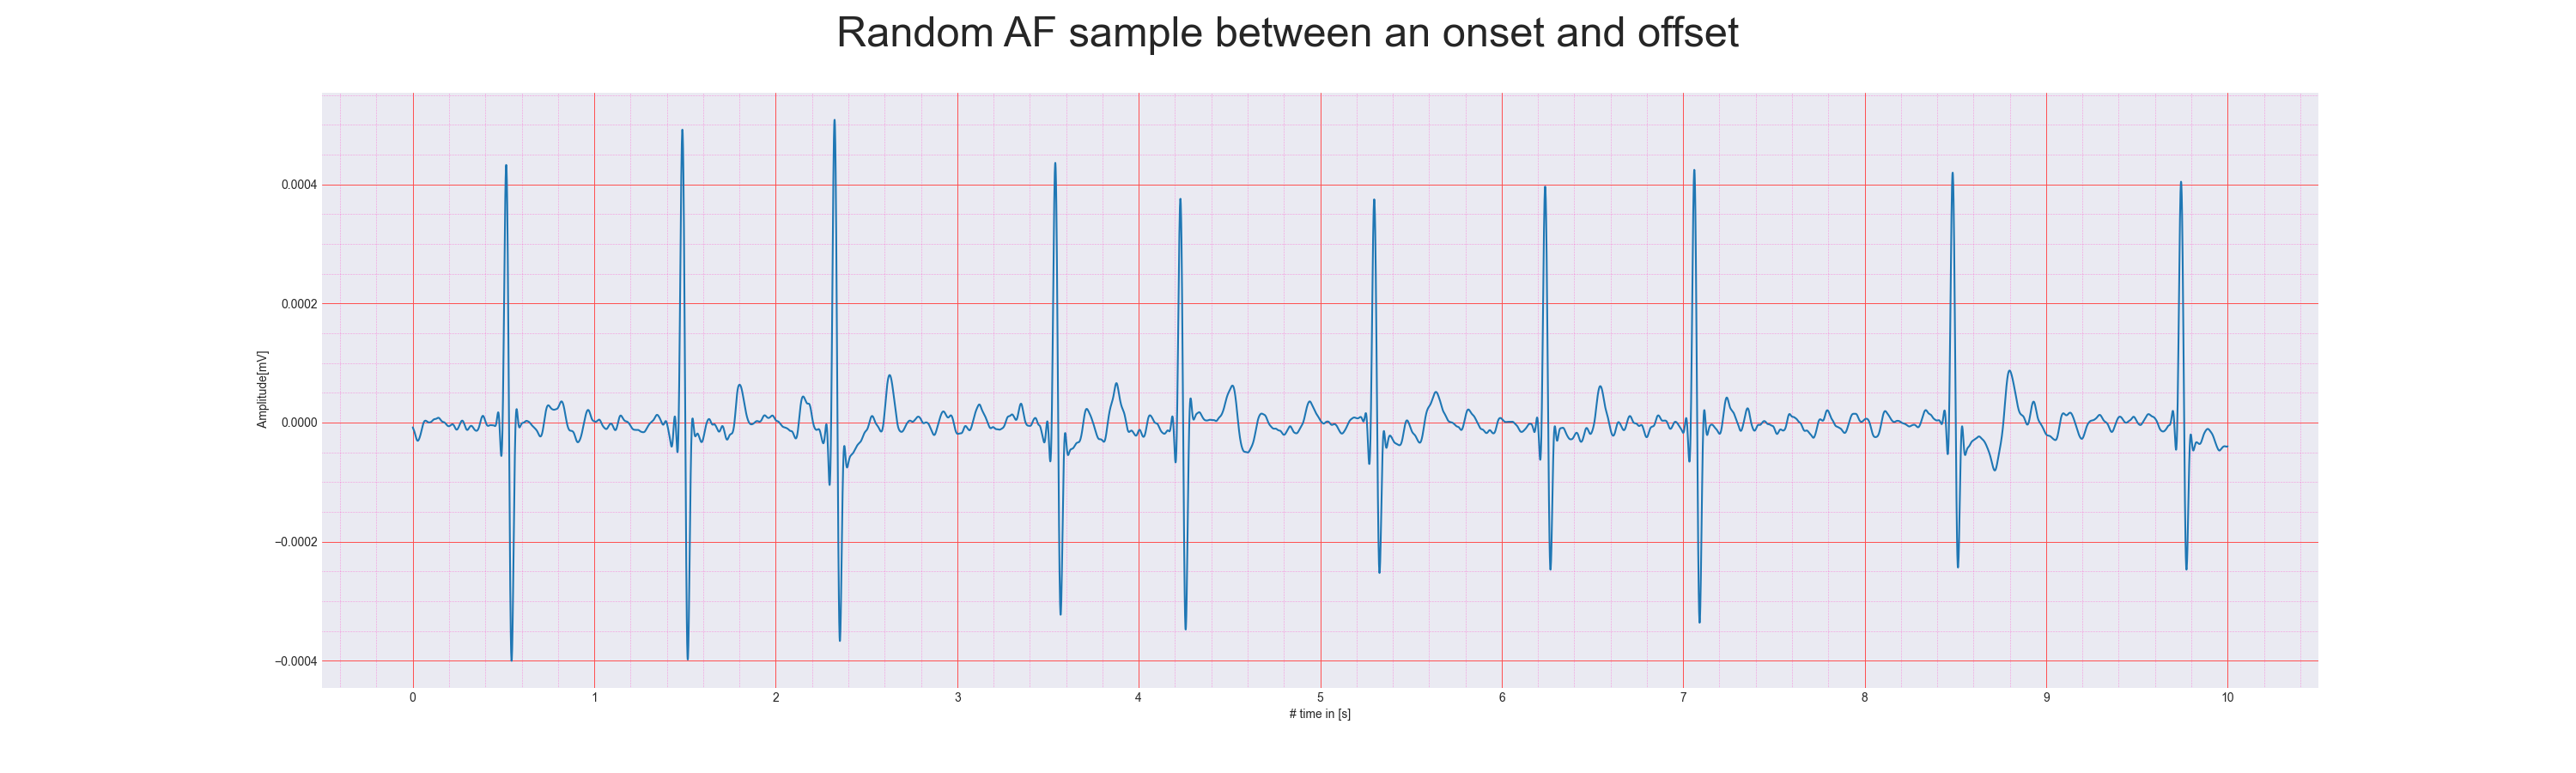 Random AF sample between an onset and offset
Amplitude[mV]
0.0004
0.0002
0.0000
−0.0002
−0.0004
0 1 2 3 4 5 6 7 8 9 10
# time in [s]